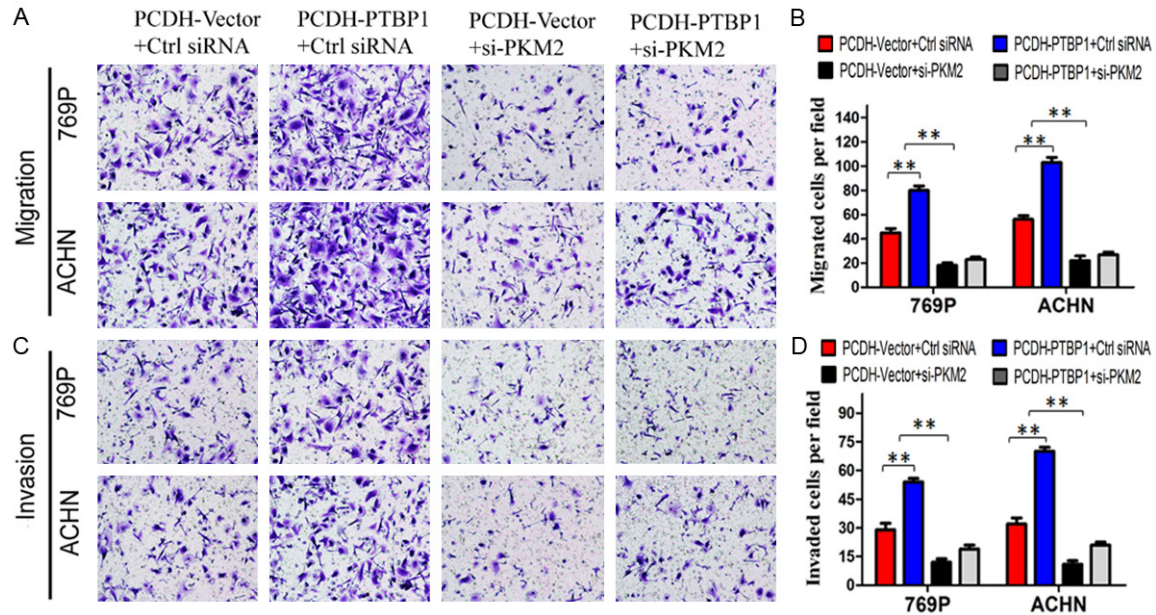 A
PCDH-Vector
+Ctrl siRNA
PCDH-PTBP1
+Ctrl siRNA
PCDH-Vector
+si-PKM2
PCDH-PTBP1
+si-PKM2
Migration
769P
ACHN
B
PCDH-Vector+Ctrl siRNA
PCDH-PTBP1+Ctrl siRNA
PCDH-Vector+si-PKM2
PCDH-PTBP1+si-PKM2
Migrated cells per field
140
120
100
80
60
40
20
0
**
**
**
**
769P
ACHN
C
Invasion
769P
ACHN
D
PCDH-Vector+Ctrl siRNA
PCDH-PTBP1+Ctrl siRNA
PCDH-Vector+si-PKM2
PCDH-PTBP1+si-PKM2
Invaded cells per field
90
75
60
45
30
15
0
**
**
**
**
769P
ACHN